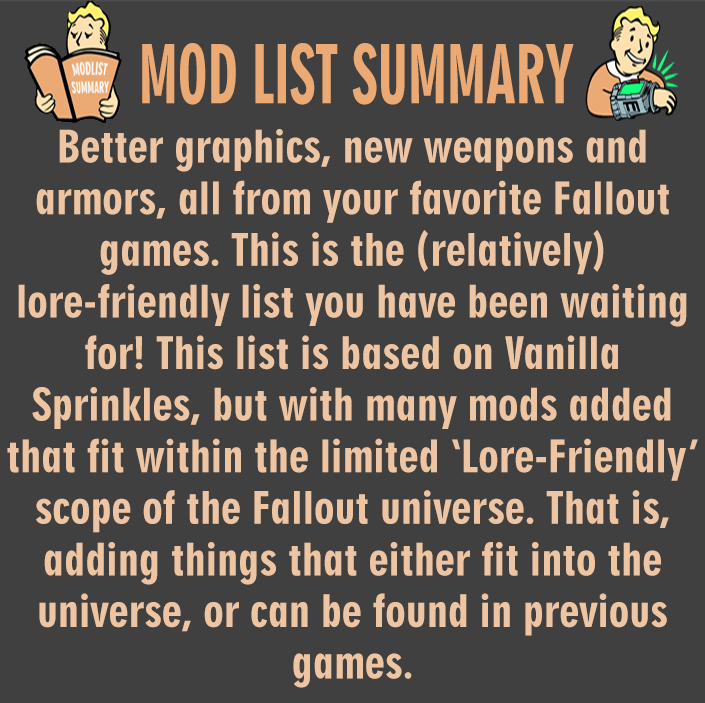 MODLIST
SUMMARY
MOD LIST SUMMARY
Better graphics, new weapons and
armors, all from your favorite Fallout
games. This is the (relatively)
lore-friendly list you have been waiting
for! This list is based on Vanilla
Sprinkles, but with many mods added
that fit within the limited ‘Lore-Friendly’
scope of the Fallout universe. That is,
adding things that either fit into the
universe, or can be found in previous
games.